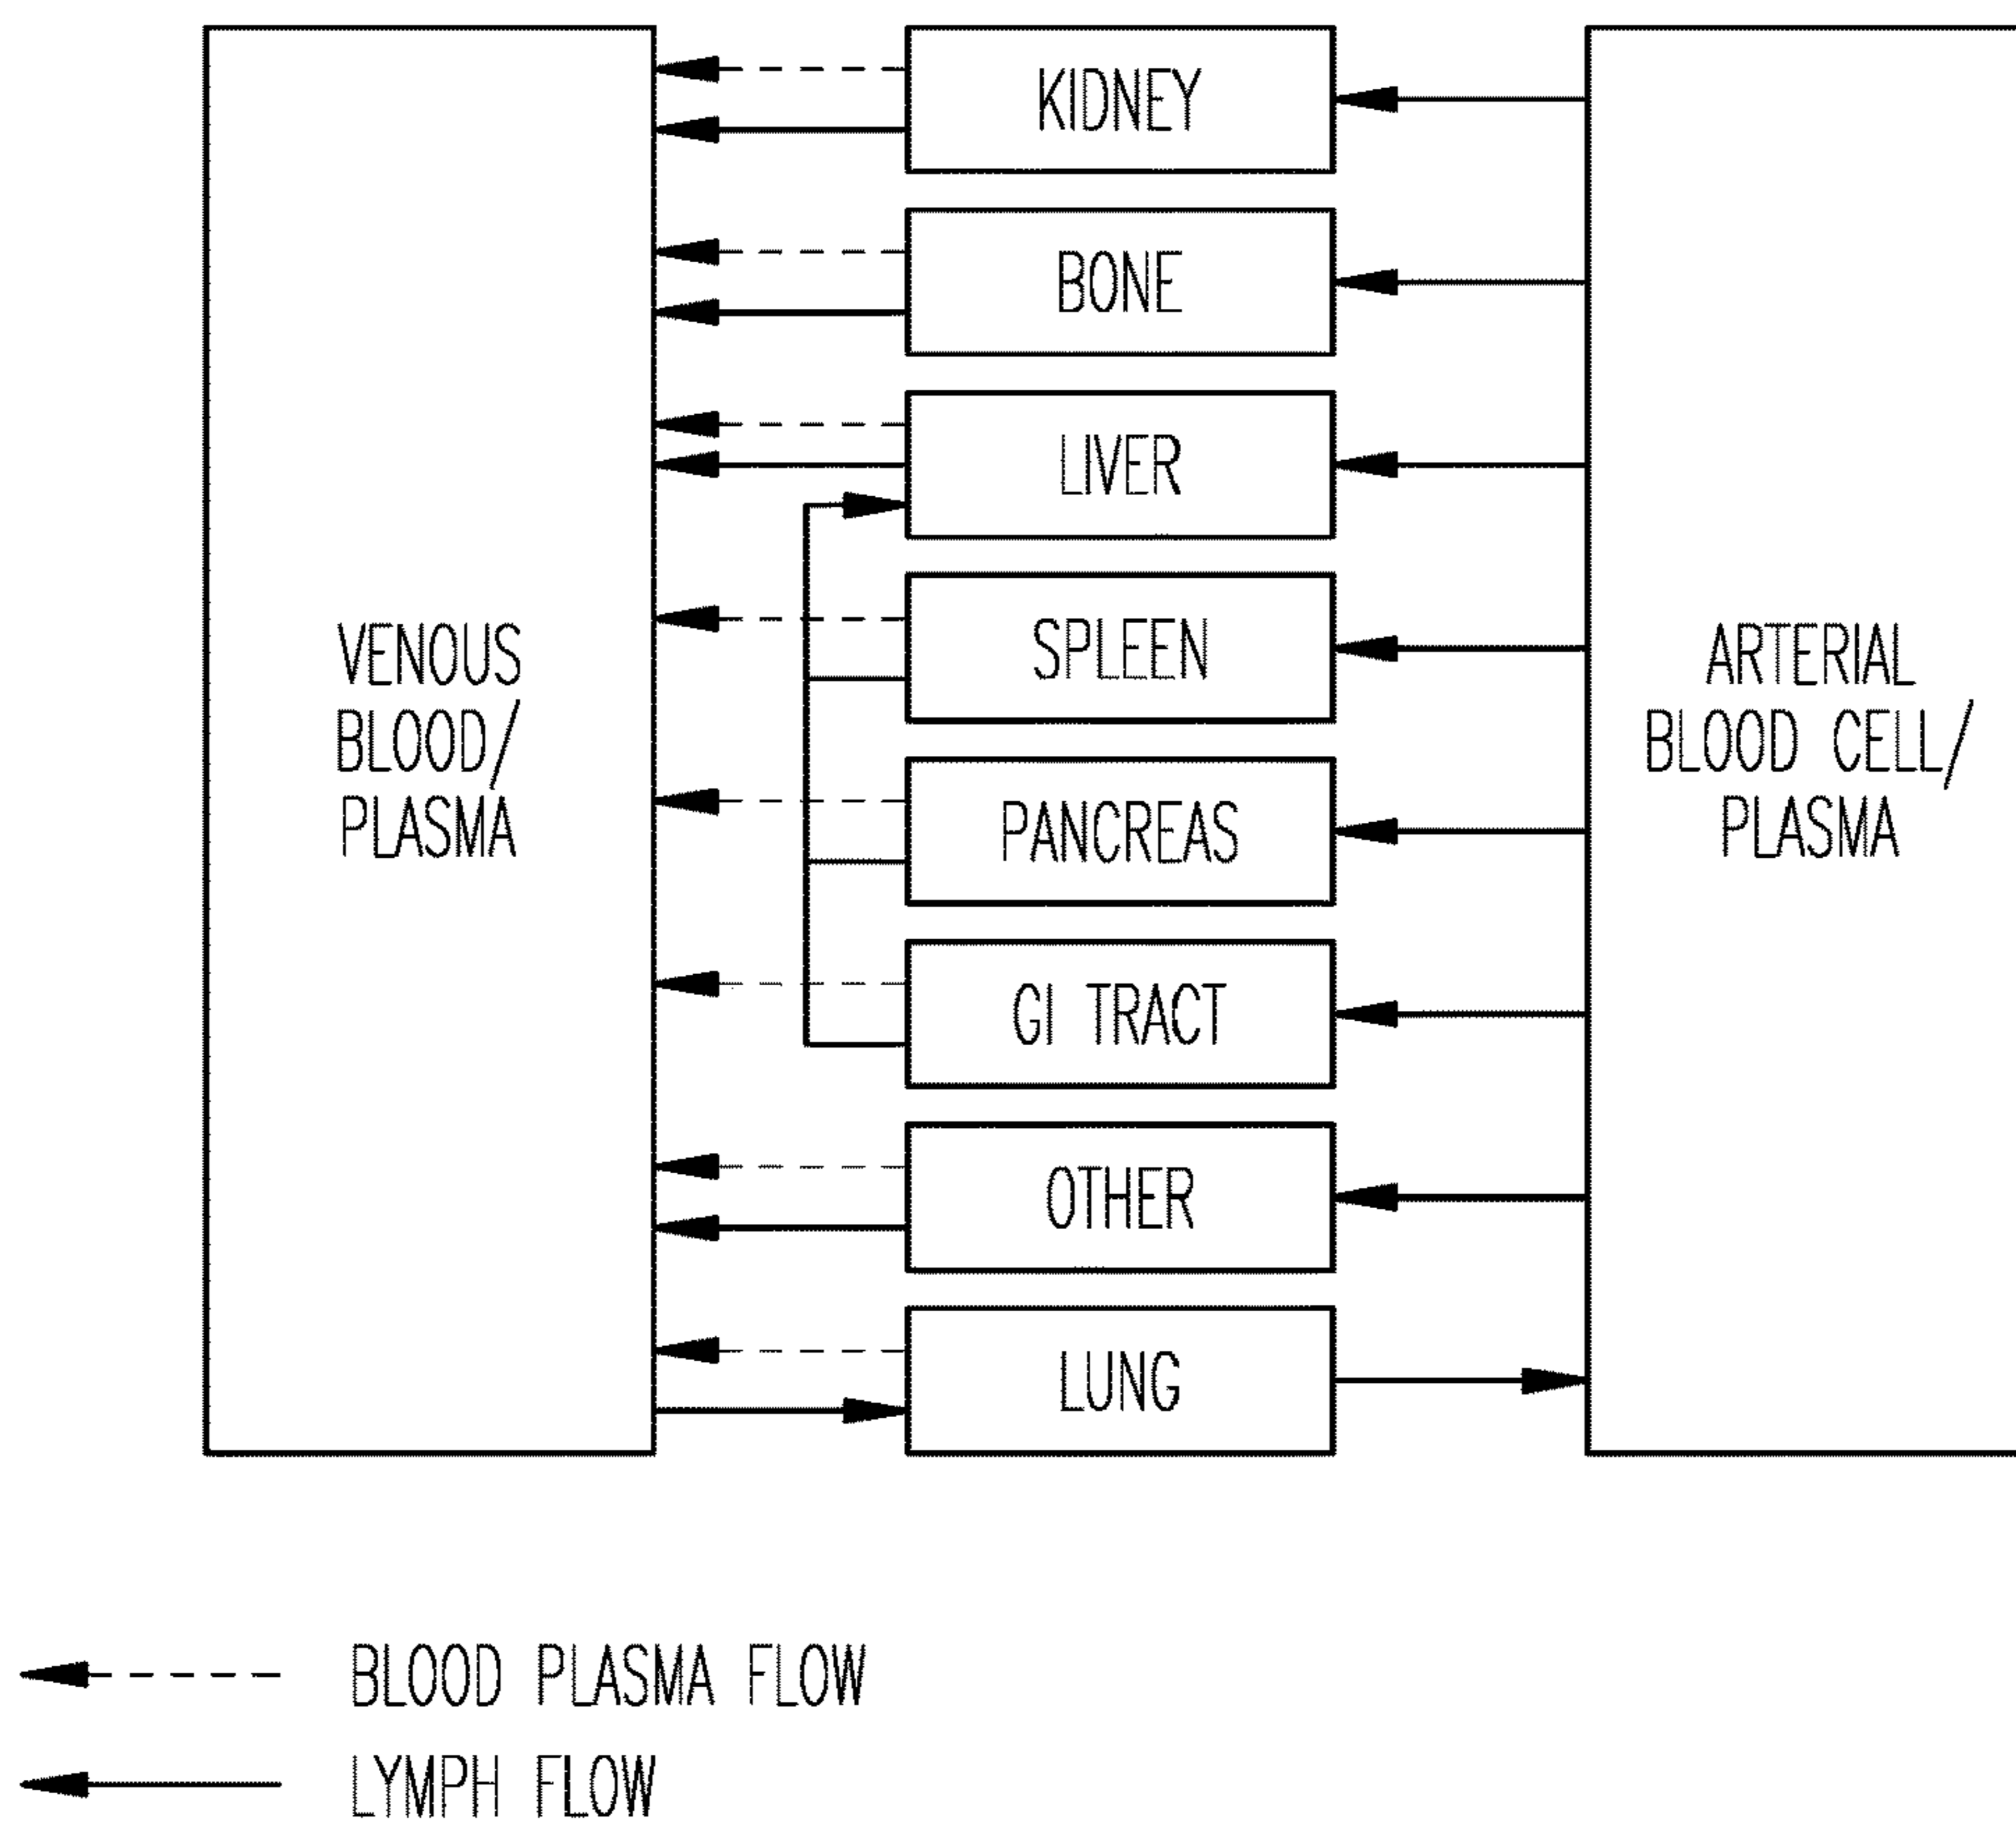 KIDNEY
BONE
LIVER
SPLEEN
PANCREAS
GI TRACT
OTHER
LUNG
VENOUS
BLOOD/
PLASMA
ARTERIAL
BLOOD CELL/
PLASMA
BLOOD PLASMA FLOW
LYMPH FLOW